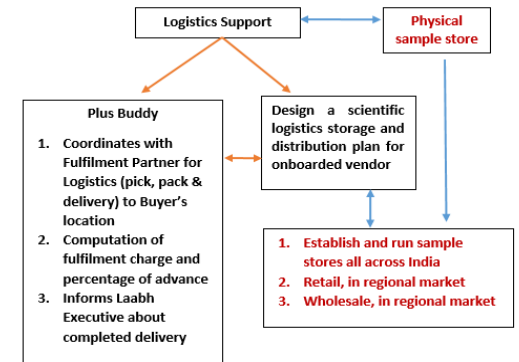 Logistics Support
Physical
sample store
Plus Buddy
1. Coordinates with
Fulfilment Partner for
Logistics (pick, pack &
delivery) to Buyer's
location
2. Computation of
fulfilment charge and
percentage of advance
3. Informs Laabh
Executive about
completed delivery
Design a scientific
logistics storage and
distribution plan for
onboarded vendor
1. Establish and run sample
stores all across India
2. Retail, in regional market
3. Wholesale, in regional market